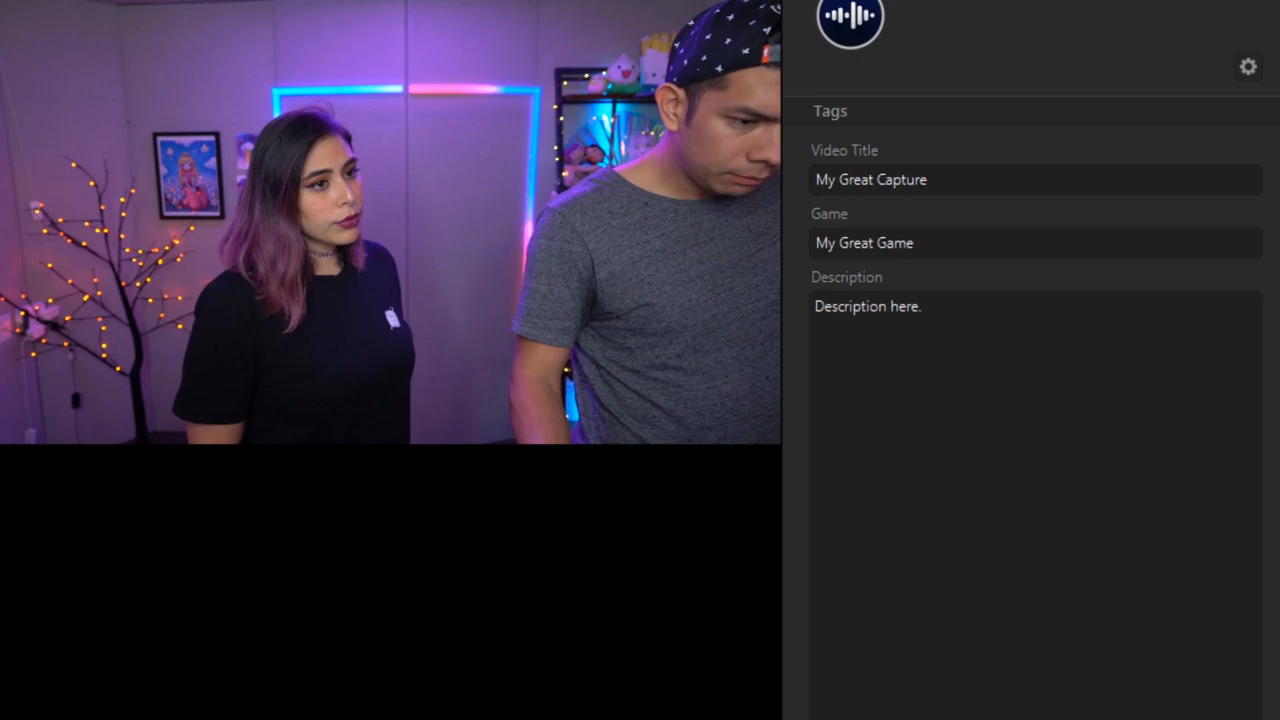 Tags
Video Title
My Great Capture
Game
My Great Game
Description
Description here.